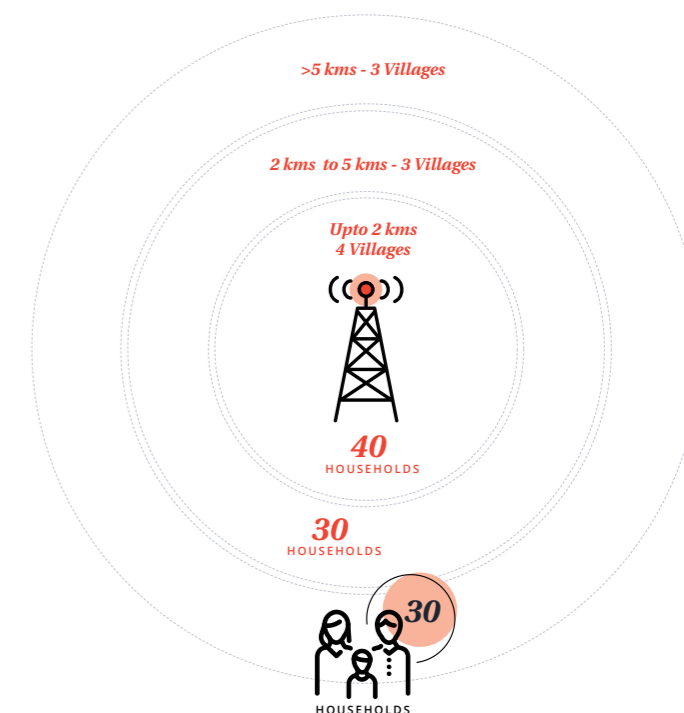 >5 kms - 3 Villages
2 kms to 5 kms - 3 Villages
Upto 2 kms
4 Villages
40
HOUSEHOLDS
30
HOUSEHOLDS
30
HOUSEHOLDS